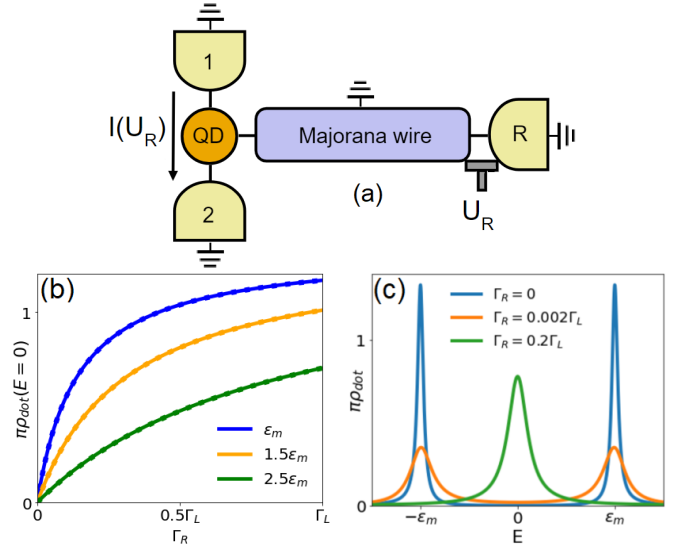 1
I(U_R)
QD
Majorana wire
R
2
(a)
U_R
(b)
(c)
πρ_dot(E=0)
1
0
ε_m
1.5ε_m
2.5ε_m
0
0.5Γ_L
Γ_L
Γ_R
πρ_dot
1
0
Γ_R = 0
Γ_R = 0.002Γ_L
Γ_R = 0.2Γ_L
−ε_m
0
ε_m
E